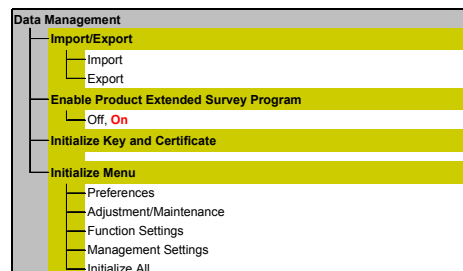 Data Management
Import/Export
Import
Export
Enable Product Extended Survey Program
Off, On
Initialize Key and Certificate
Initialize Menu
Preferences
Adjustment/Maintenance
Function Settings
Management Settings
Initialize All